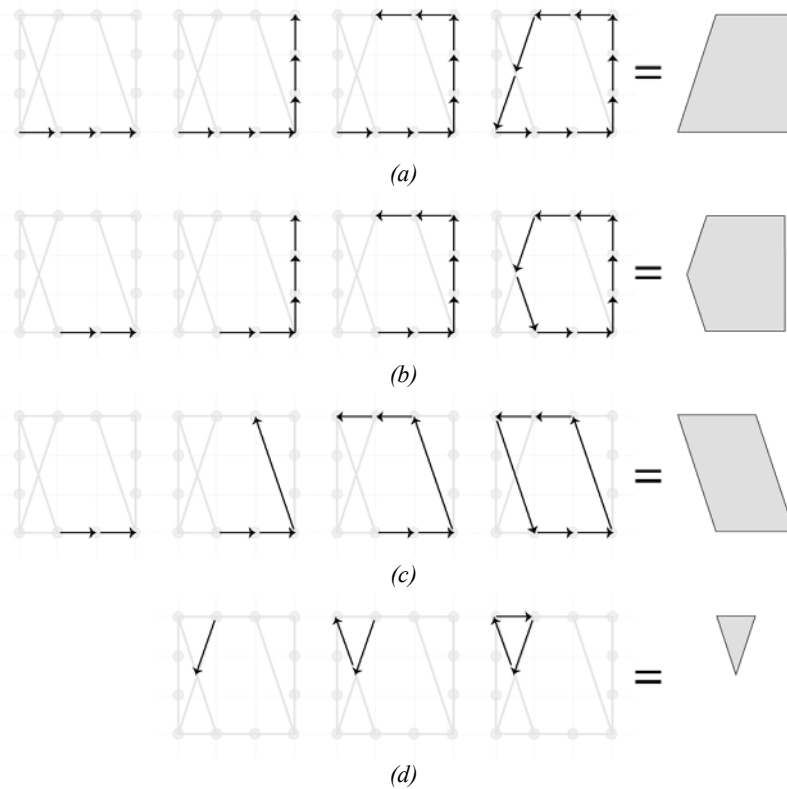 =
(a)
=
(b)
=
(c)
=
(d)